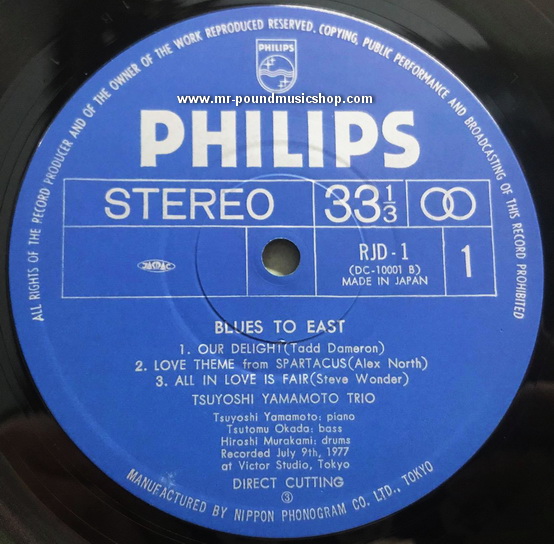 ALL RIGHTS OF THE RECORD PRODUCER AND OF THE OWNER OF THE WORK REPRODUCED RESERVED. COPYING, PUBLIC PERFORMANCE AND BROADCASTING OF THIS RECORD PROHIBITED
PHILIPS
www.mr-poundmusicshop.com
PHILIPS
STEREO 33 1/3
RJD-1
(DC-10001 B)
MADE IN JAPAN
1
BLUES TO EAST
1. OUR DELIGHT(Tadd Dameron)
2. LOVE THEME from SPARTACUS(Alex North)
3. ALL IN LOVE IS FAIR(Steve Wonder)
TSUYOSHI YAMAMOTO TRIO
Tsuyoshi Yamamoto: piano
Tsutomu Okada: bass
Hiroshi Murakami: drums
Recorded July 9th, 1977
at Victor Studio, Tokyo
DIRECT CUTTING
③
MANUFACTURED BY NIPPON PHONOGRAM CO. LTD., TOKYO